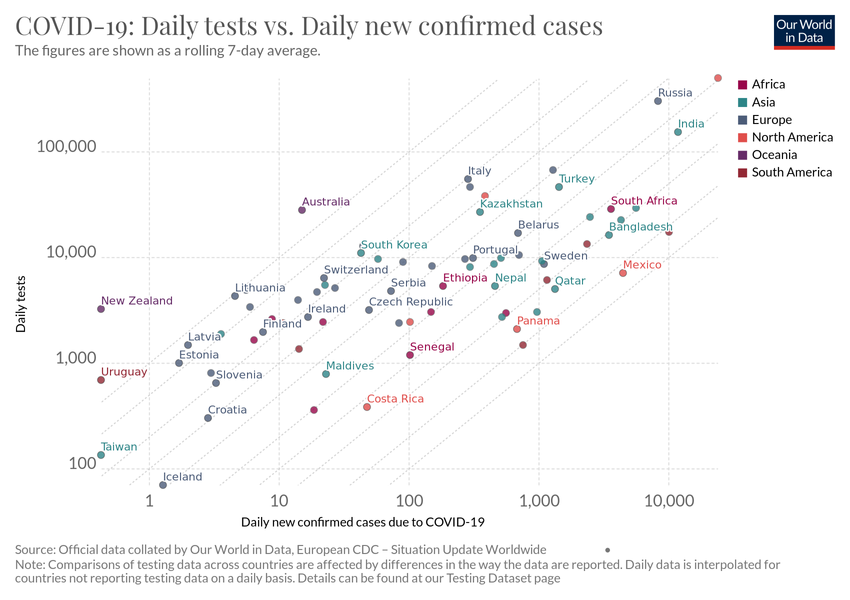 COVID-19: Daily tests vs. Daily new confirmed cases
The figures are shown as a rolling 7-day average.
Our World
in Data
Africa
Asia
Europe
North America
Oceania
South America
Daily tests
100,000
10,000
1,000
100
Russia
India
Italy
Turkey
Australia
Kazakhstan
South Africa
Belarus
Bangladesh
South Korea
Portugal
Sweden
Mexico
Switzerland
Ethiopia
Nepal
Qatar
Lithuania
Serbia
New Zealand
Czech Republic
Ireland
Finland
Panama
Latvia
Estonia
Senegal
Uruguay
Slovenia
Maldives
Costa Rica
Croatia
Taiwan
Iceland
1
10
100
1,000
10,000
Daily new confirmed cases due to COVID-19
Source: Official data collated by Our World in Data, European CDC – Situation Update Worldwide
Note: Comparisons of testing data across countries are affected by differences in the way the data are reported. Daily data is interpolated for
countries not reporting testing data on a daily basis. Details can be found at our Testing Dataset page